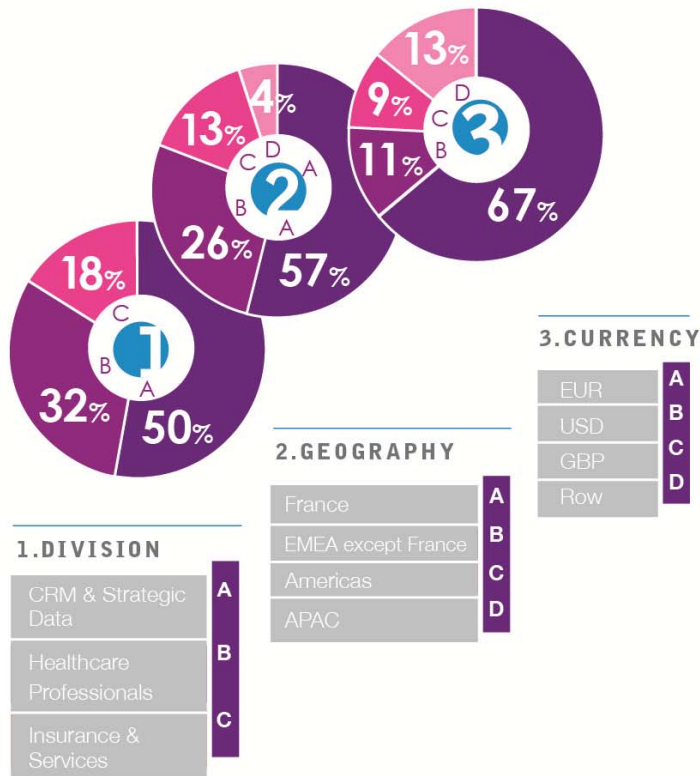 13%
9%
11%
67%
D
C
B
3
4%
13%
26%
57%
D
C
A
B
A
2
18%
32%
50%
C
B
A
1
3.CURRENCY
EUR A
USD B
GBP C
Row D
2.GEOGRAPHY
France A
EMEA except France B
Americas C
APAC D
1.DIVISION
CRM & Strategic
Data
A
Healthcare
Professionals
B
Insurance &
Services
C